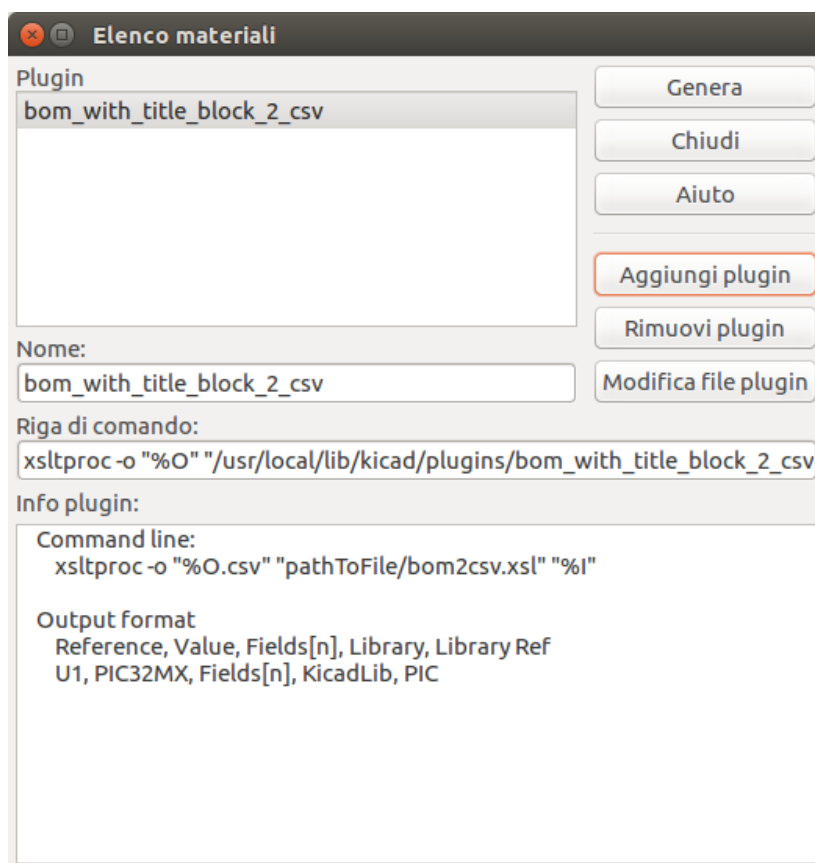 Elenco materiali
Plugin
bom_with_title_block_2_csv
Genera
Chiudi
Aiuto
Aggiungi plugin
Rimuovi plugin
Modifica file plugin
Nome:
bom_with_title_block_2_csv
Riga di comando:
xsltproc -o "%O" "/usr/local/lib/kicad/plugins/bom_with_title_block_2_csv
Info plugin:
Command line:
xsltproc -o "%O.csv" "pathToFile/bom2csv.xsl" "%I"
Output format
Reference, Value, Fields[n], Library, Library Ref
U1, PIC32MX, Fields[n], KicadLib, PIC